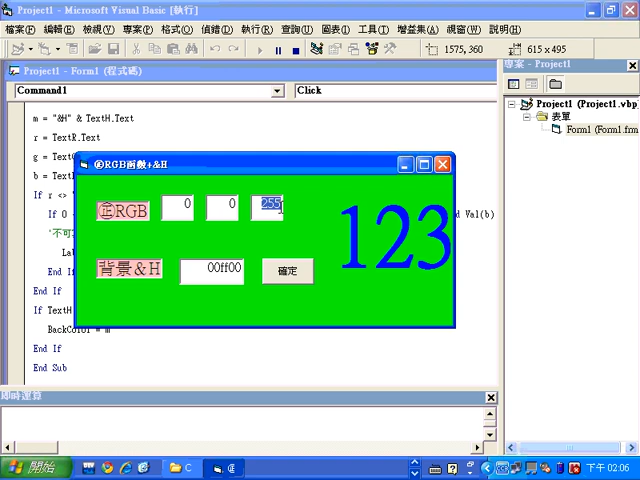 Project1 - Microsoft Visual Basic [執行]
檔案(F) 編輯(E) 檢視(V) 專案(P) 格式(O) 偵錯(D) 執行(R) 查詢(U) 圖表(I) 工具(T) 增益集(A) 視窗(W) 說明(H)
1575, 360 615 x 495
Project1 - Form1 (程式碼)
Command1 Click
m = "&H" & TextH.Text
r = TextR.Text
If r <>
If 0
d Val(b)
'不可
End If
End If
If TextH
BackColor = m
End If
End Sub
RGB函數+&H
RGB 0 0 255
背景&H 00ff00 確定
123
即時運算
專案 - Project1
Project1 (Project1.vbp)
表單
Form1 (Form1.frm
開始 C 下午 02:06